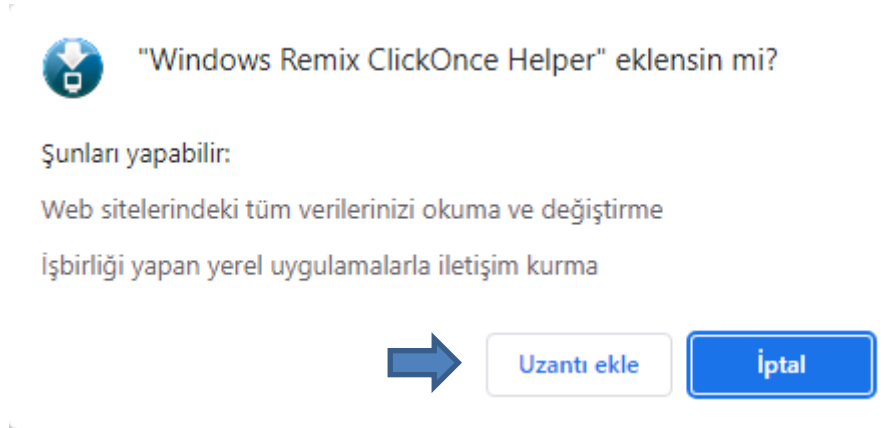 "Windows Remix ClickOnce Helper" eklensin mi?
Şunları yapabilir:
Web sitelerindeki tüm verilerinizi okuma ve değiştirme
İşbirliği yapan yerel uygulamalarla iletişim kurma
Uzantı ekle
İptal